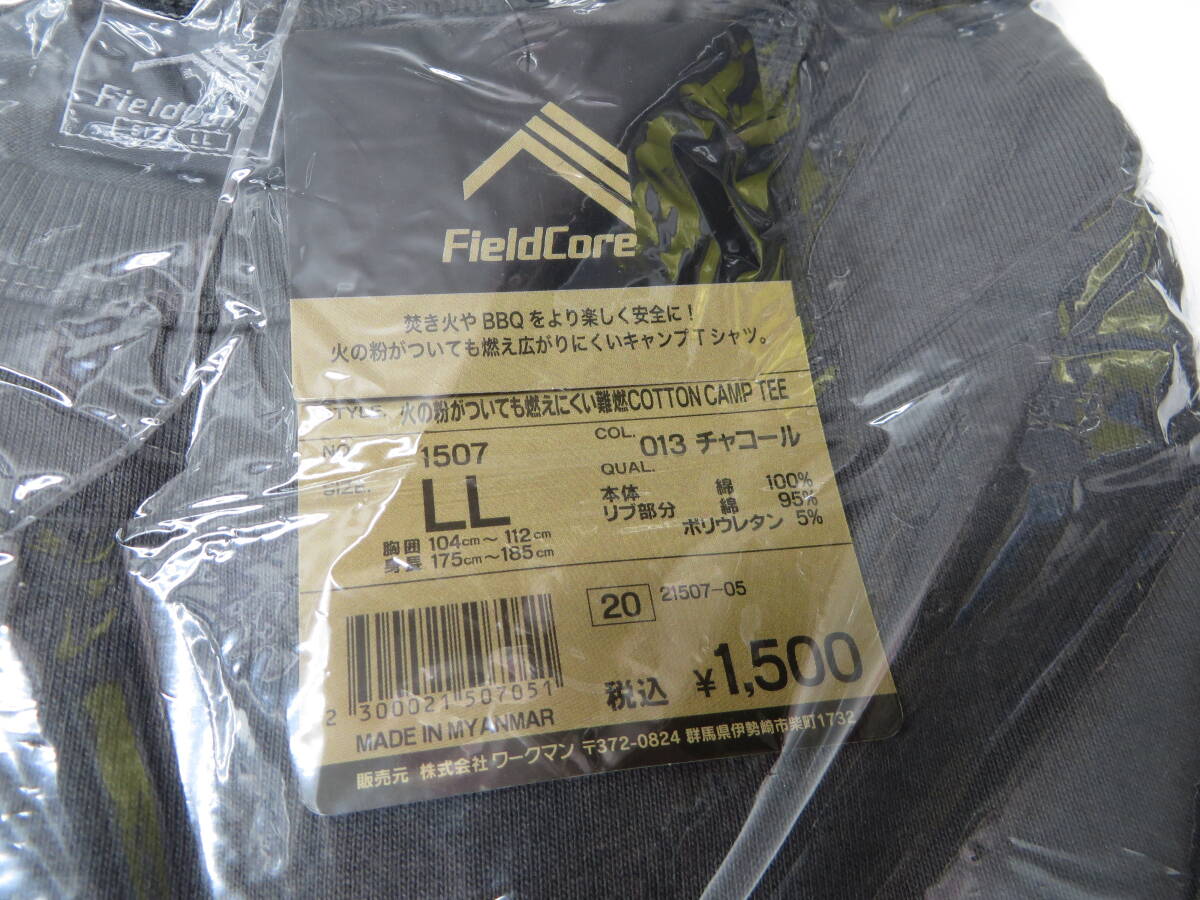 SIZE LL
FieldCore
焚き火や BBQ をより楽しく安全に！
火の粉がついても燃え広がりにくいキャンプTシャツ。
STYLE. 火の粉がついても燃えにくい難燃COTTON CAMP TEE
NO. 1507
COL. 013 チャコール
SIZE. LL
胸囲 104cm〜112cm
身長 175cm〜185cm
QUAL.
本体 綿 100%
リブ部分 綿 95%
ポリウレタン 5%
20 21507-05
2 300021 507051
税込 ¥1,500
MADE IN MYANMAR
販売元 株式会社 ワークマン 〒372-0824 群馬県伊勢崎市柴町1732